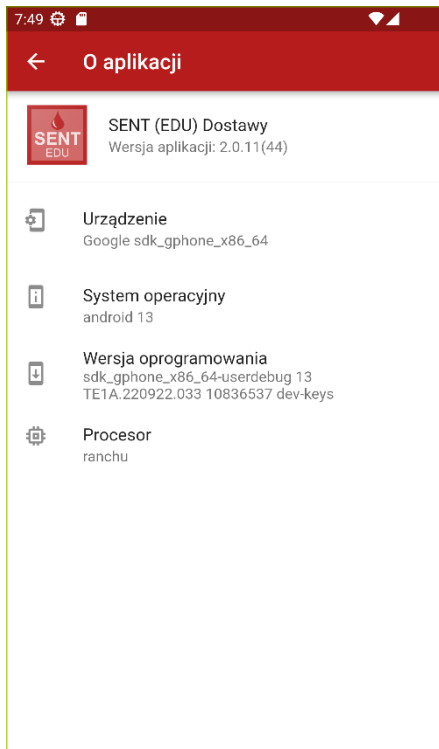 7:49
O aplikacji
SENT
EDU
SENT (EDU) Dostawy
Wersja aplikacji: 2.0.11(44)
Urządzenie
Google sdk_gphone_x86_64
System operacyjny
android 13
Wersja oprogramowania
sdk_gphone_x86_64-userdebug 13
TE1A.220922.033 10836537 dev-keys
Procesor
ranchu